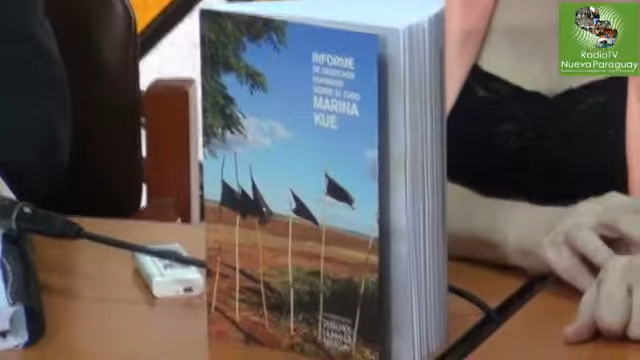 INFORME
DE DERECHOS
HUMANOS
SOBRE EL CASO
MARINA
KUE
RadioTV
Nueva Paraguay